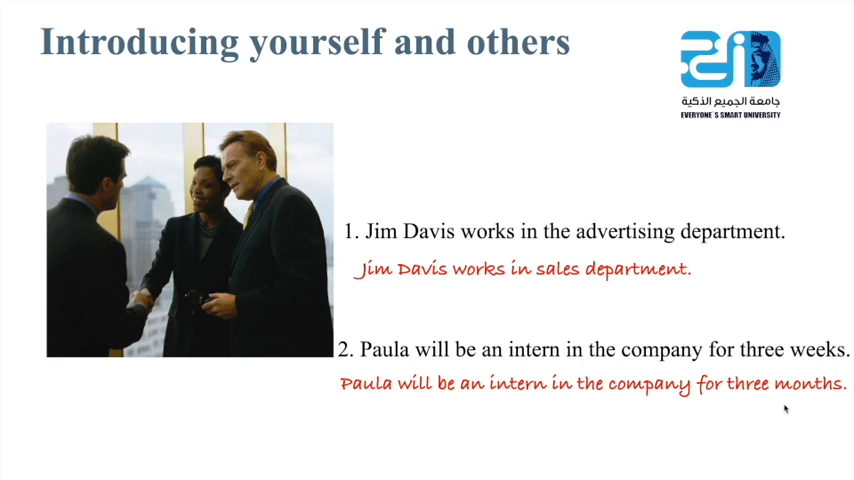 Introducing yourself and others
جامعة الجميع الذكية
EVERYONE'S SMART UNIVERSITY
1. Jim Davis works in the advertising department.
Jim Davis works in sales department.
2. Paula will be an intern in the company for three weeks.
Paula will be an intern in the company for three months.